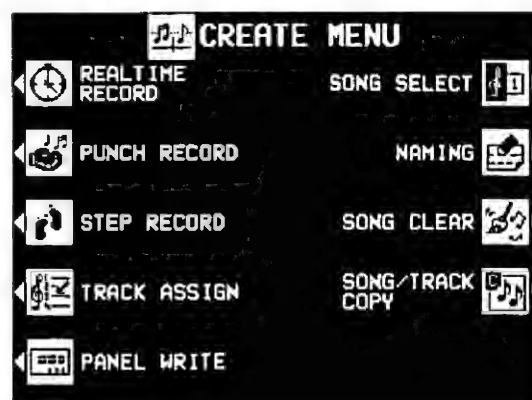 CREATE MENU
REALTIME
RECORD
PUNCH RECORD
STEP RECORD
TRACK ASSIGN
PANEL WRITE
SONG SELECT
NAMING
SONG CLEAR
SONG/TRACK
COPY